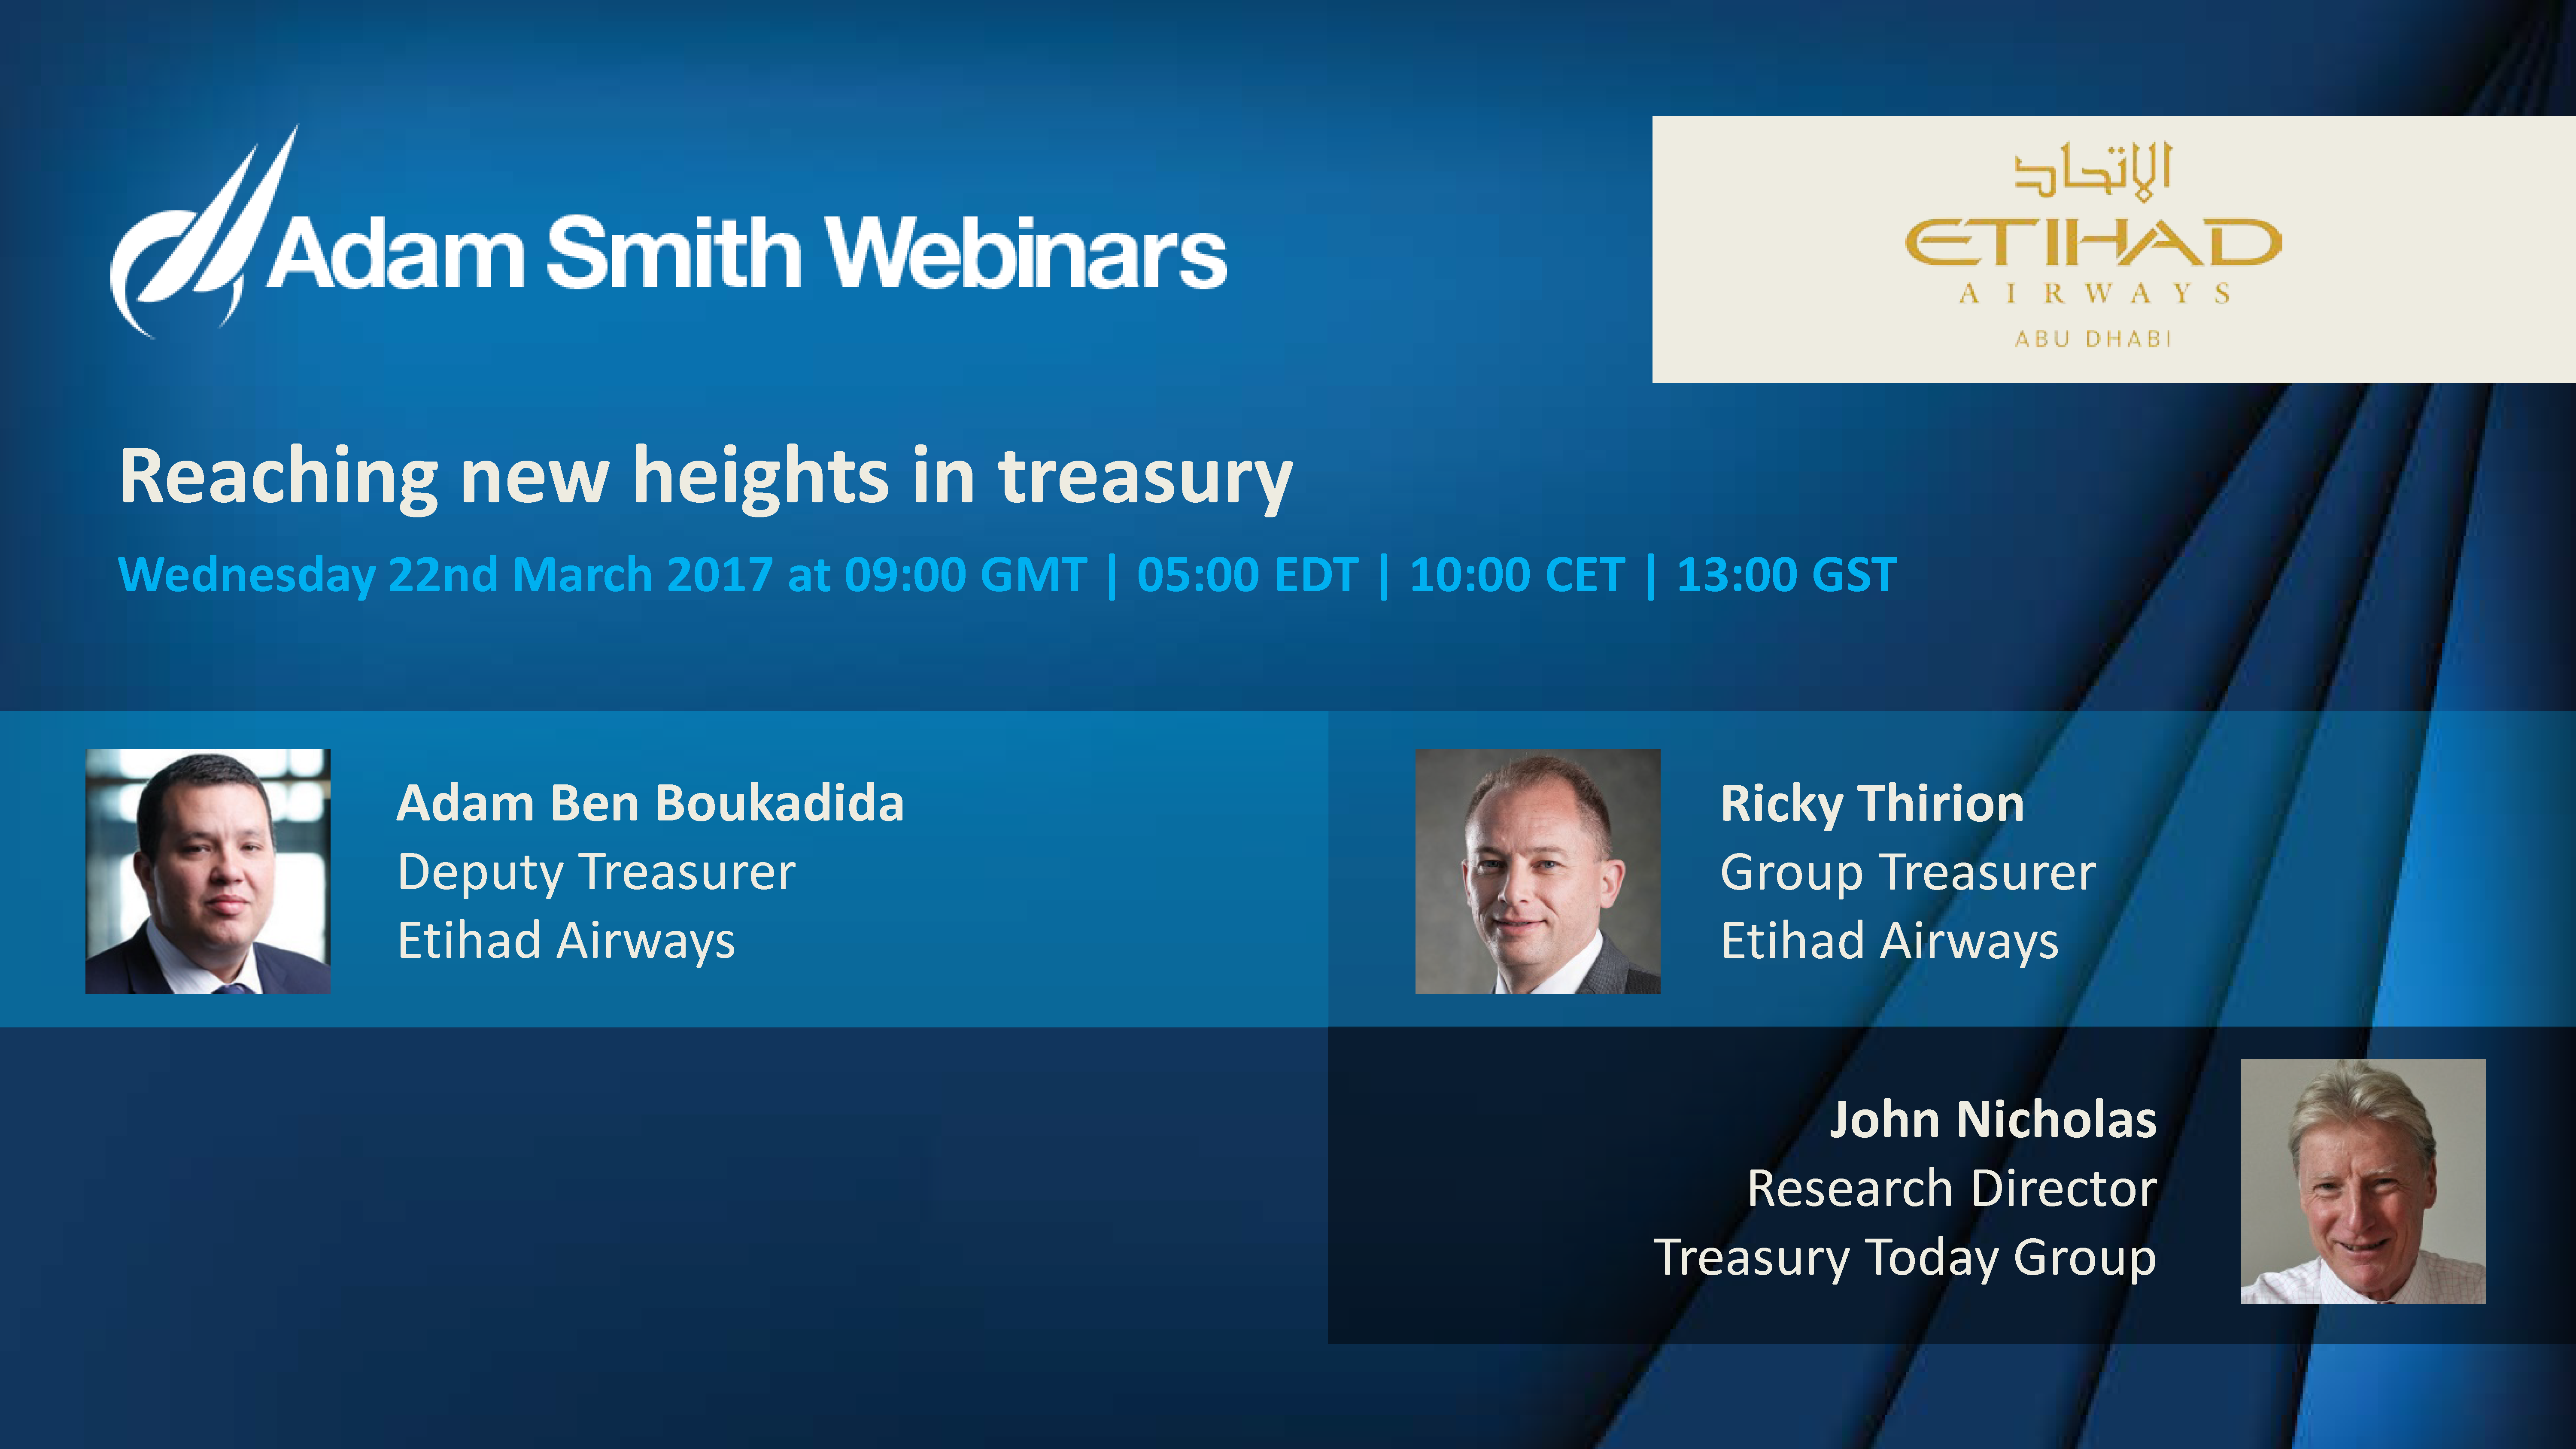 Adam Smith Webinars
الإتحاد
ETIHAD
AIRWAYS
ABU DHABI
Reaching new heights in treasury
Wednesday 22nd March 2017 at 09:00 GMT | 05:00 EDT | 10:00 CET | 13:00 GST
Adam Ben Boukadida
Deputy Treasurer
Etihad Airways
Ricky Thirion
Group Treasurer
Etihad Airways
John Nicholas
Research Director
Treasury Today Group